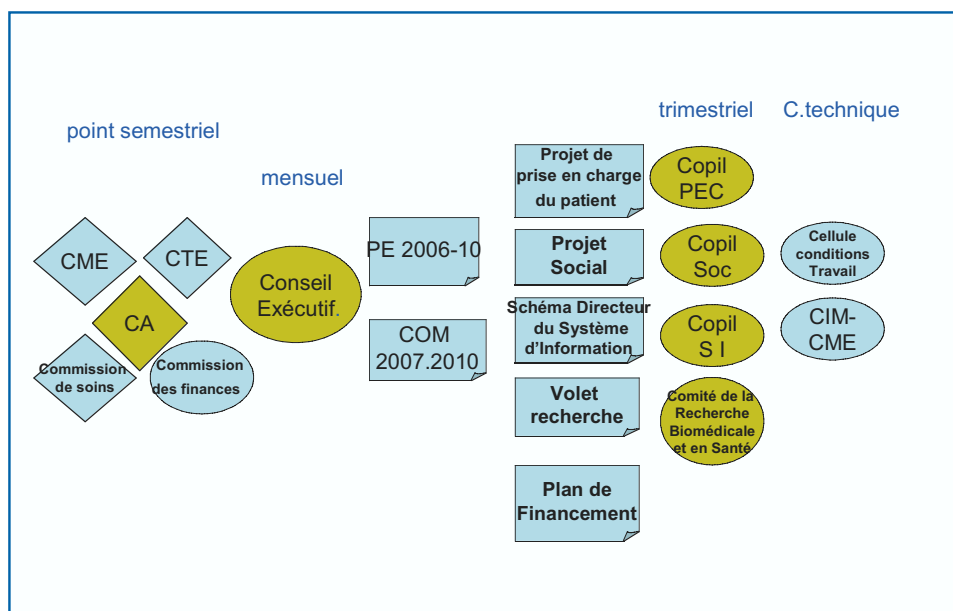 point semestriel
mensuel
trimestriel
C.technique
CME
CTE
CA
Commission
de soins
Commission
des finances
Conseil
Exécutif.
PE 2006-10
COM
2007.2010
Projet de
prise en charge
du patient
Copil
PEC
Projet
Social
Copil
Soc
Cellule
conditions
Travail
Schéma Directeur
du Système
d'Information
Copil
S I
CIM-
CME
Volet
recherche
Comité de la
Recherche
Biomédicale
et en Santé
Plan de
Financement